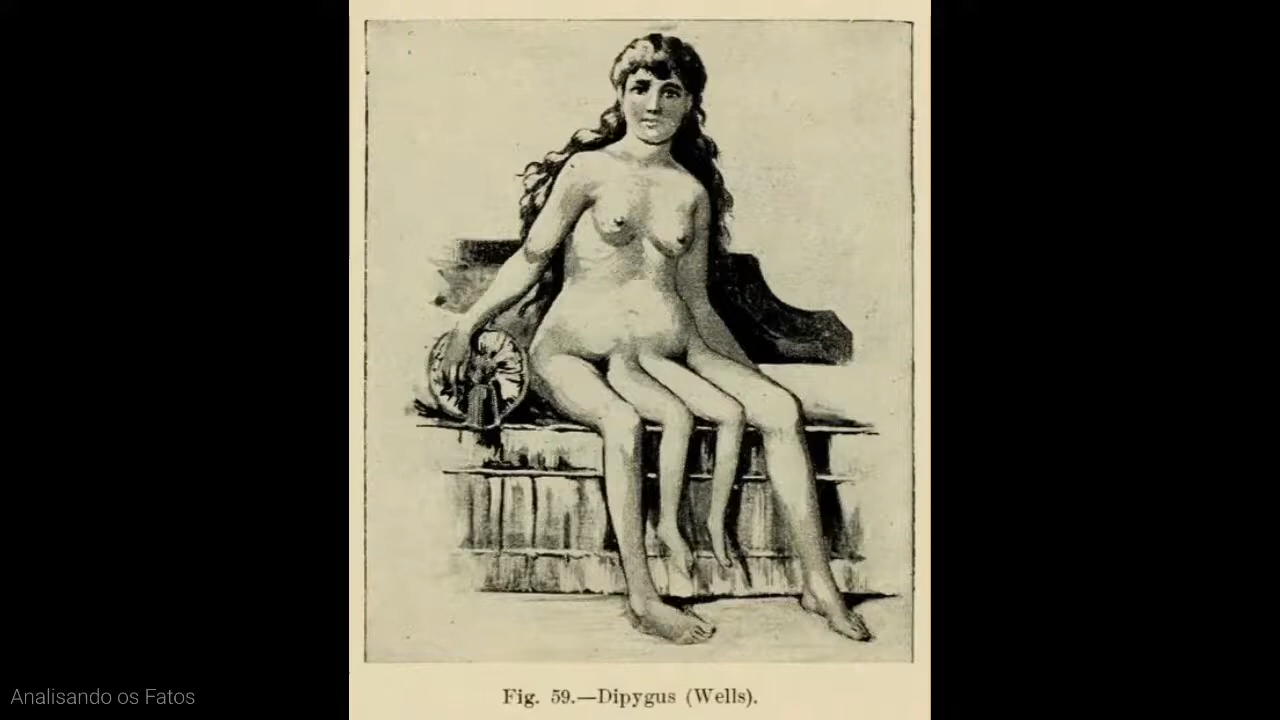 Fig. 59.—Dipygus (Wells).
Analisando os Fatos